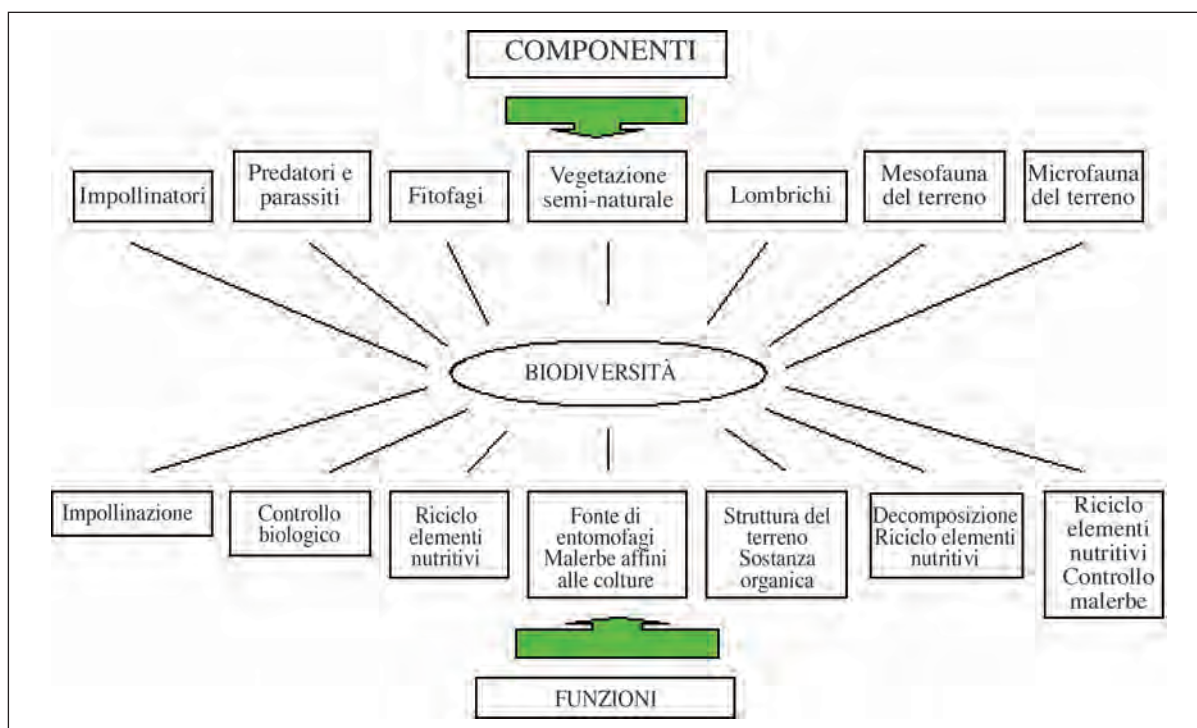 COMPONENTI
Impollinatori
Predatori e
parassiti
Fitofagi
Vegetazione
semi-naturale
Lombrichi
Mesofauna
del terreno
Microfauna
del terreno
BIODIVERSITÀ
Impollinazione
Controllo
biologico
Riciclo
elementi
nutritivi
Fonte di
entomofagi
Malerbe affini
alle colture
Struttura del
terreno
Sostanza
organica
Decomposizione
Riciclo elementi
nutritivi
Riciclo
elementi
nutritivi
Controllo
malerbe
FUNZIONI